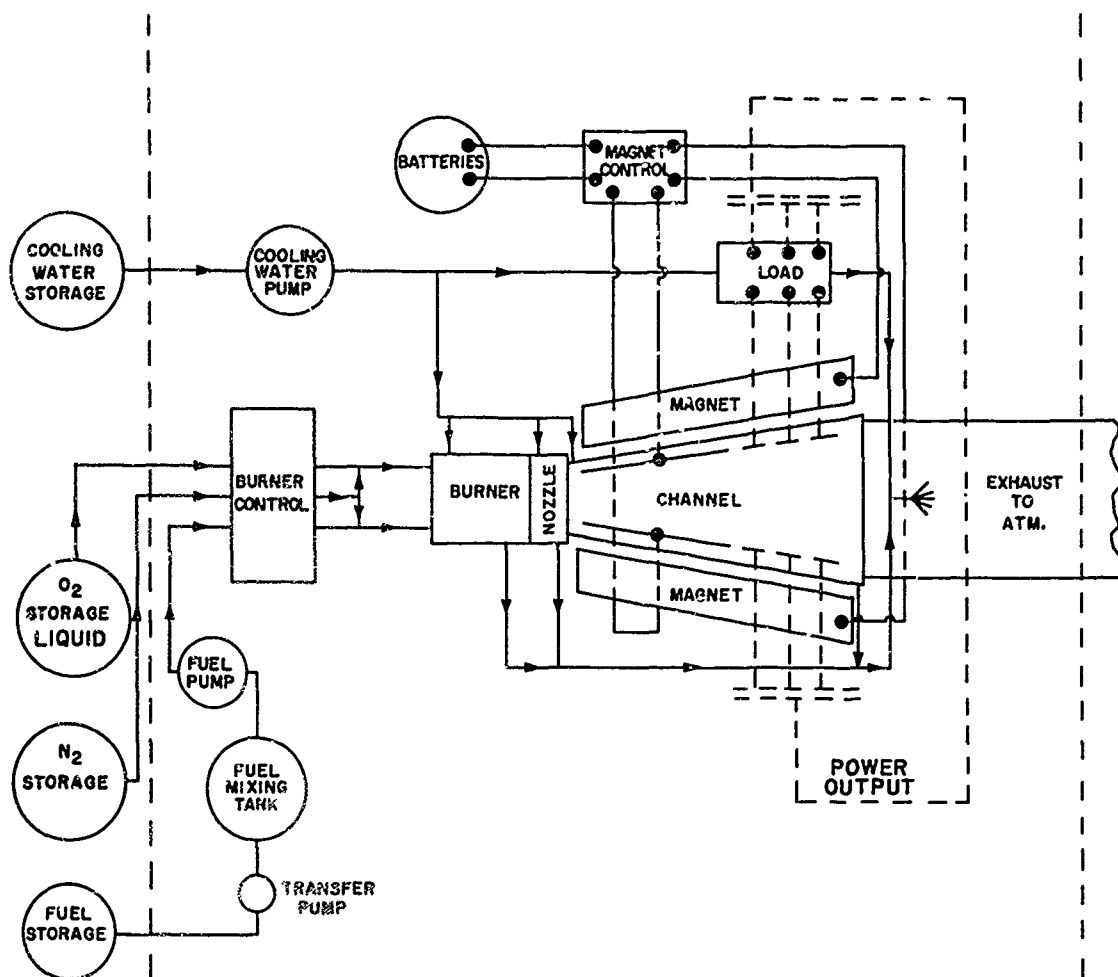 BATTERIES
MAGNET
CONTROL
COOLING
WATER
STORAGE
COOLING
WATER
PUMP
LOAD
MAGNET
BURNER
CONTROL
BURNER
NOZZLE
CHANNEL
EXHAUST
TO
ATM.
O2
STORAGE
LIQUID
MAGNET
FUEL
PUMP
N2
STORAGE
FUEL
MIXING
TANK
POWER
OUTPUT
TRANSFER
PUMP
FUEL
STORAGE